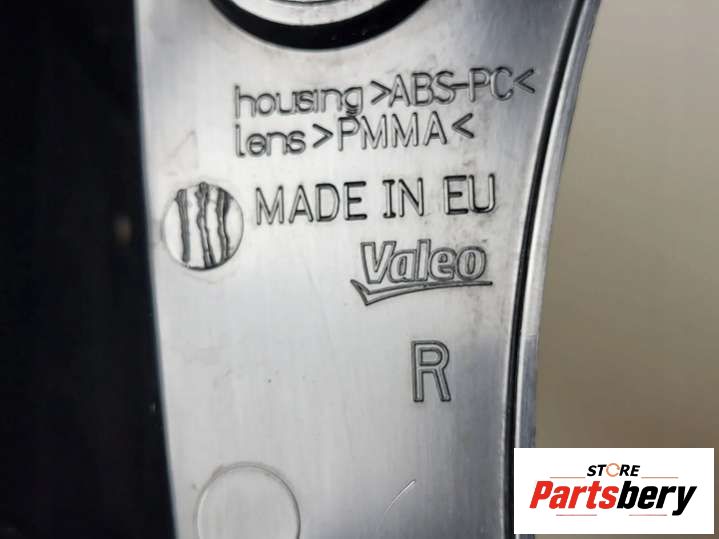 housing >ABS-PC<
lens >PMMA<
MADE IN EU
Valeo
R
STORE
Partsbery